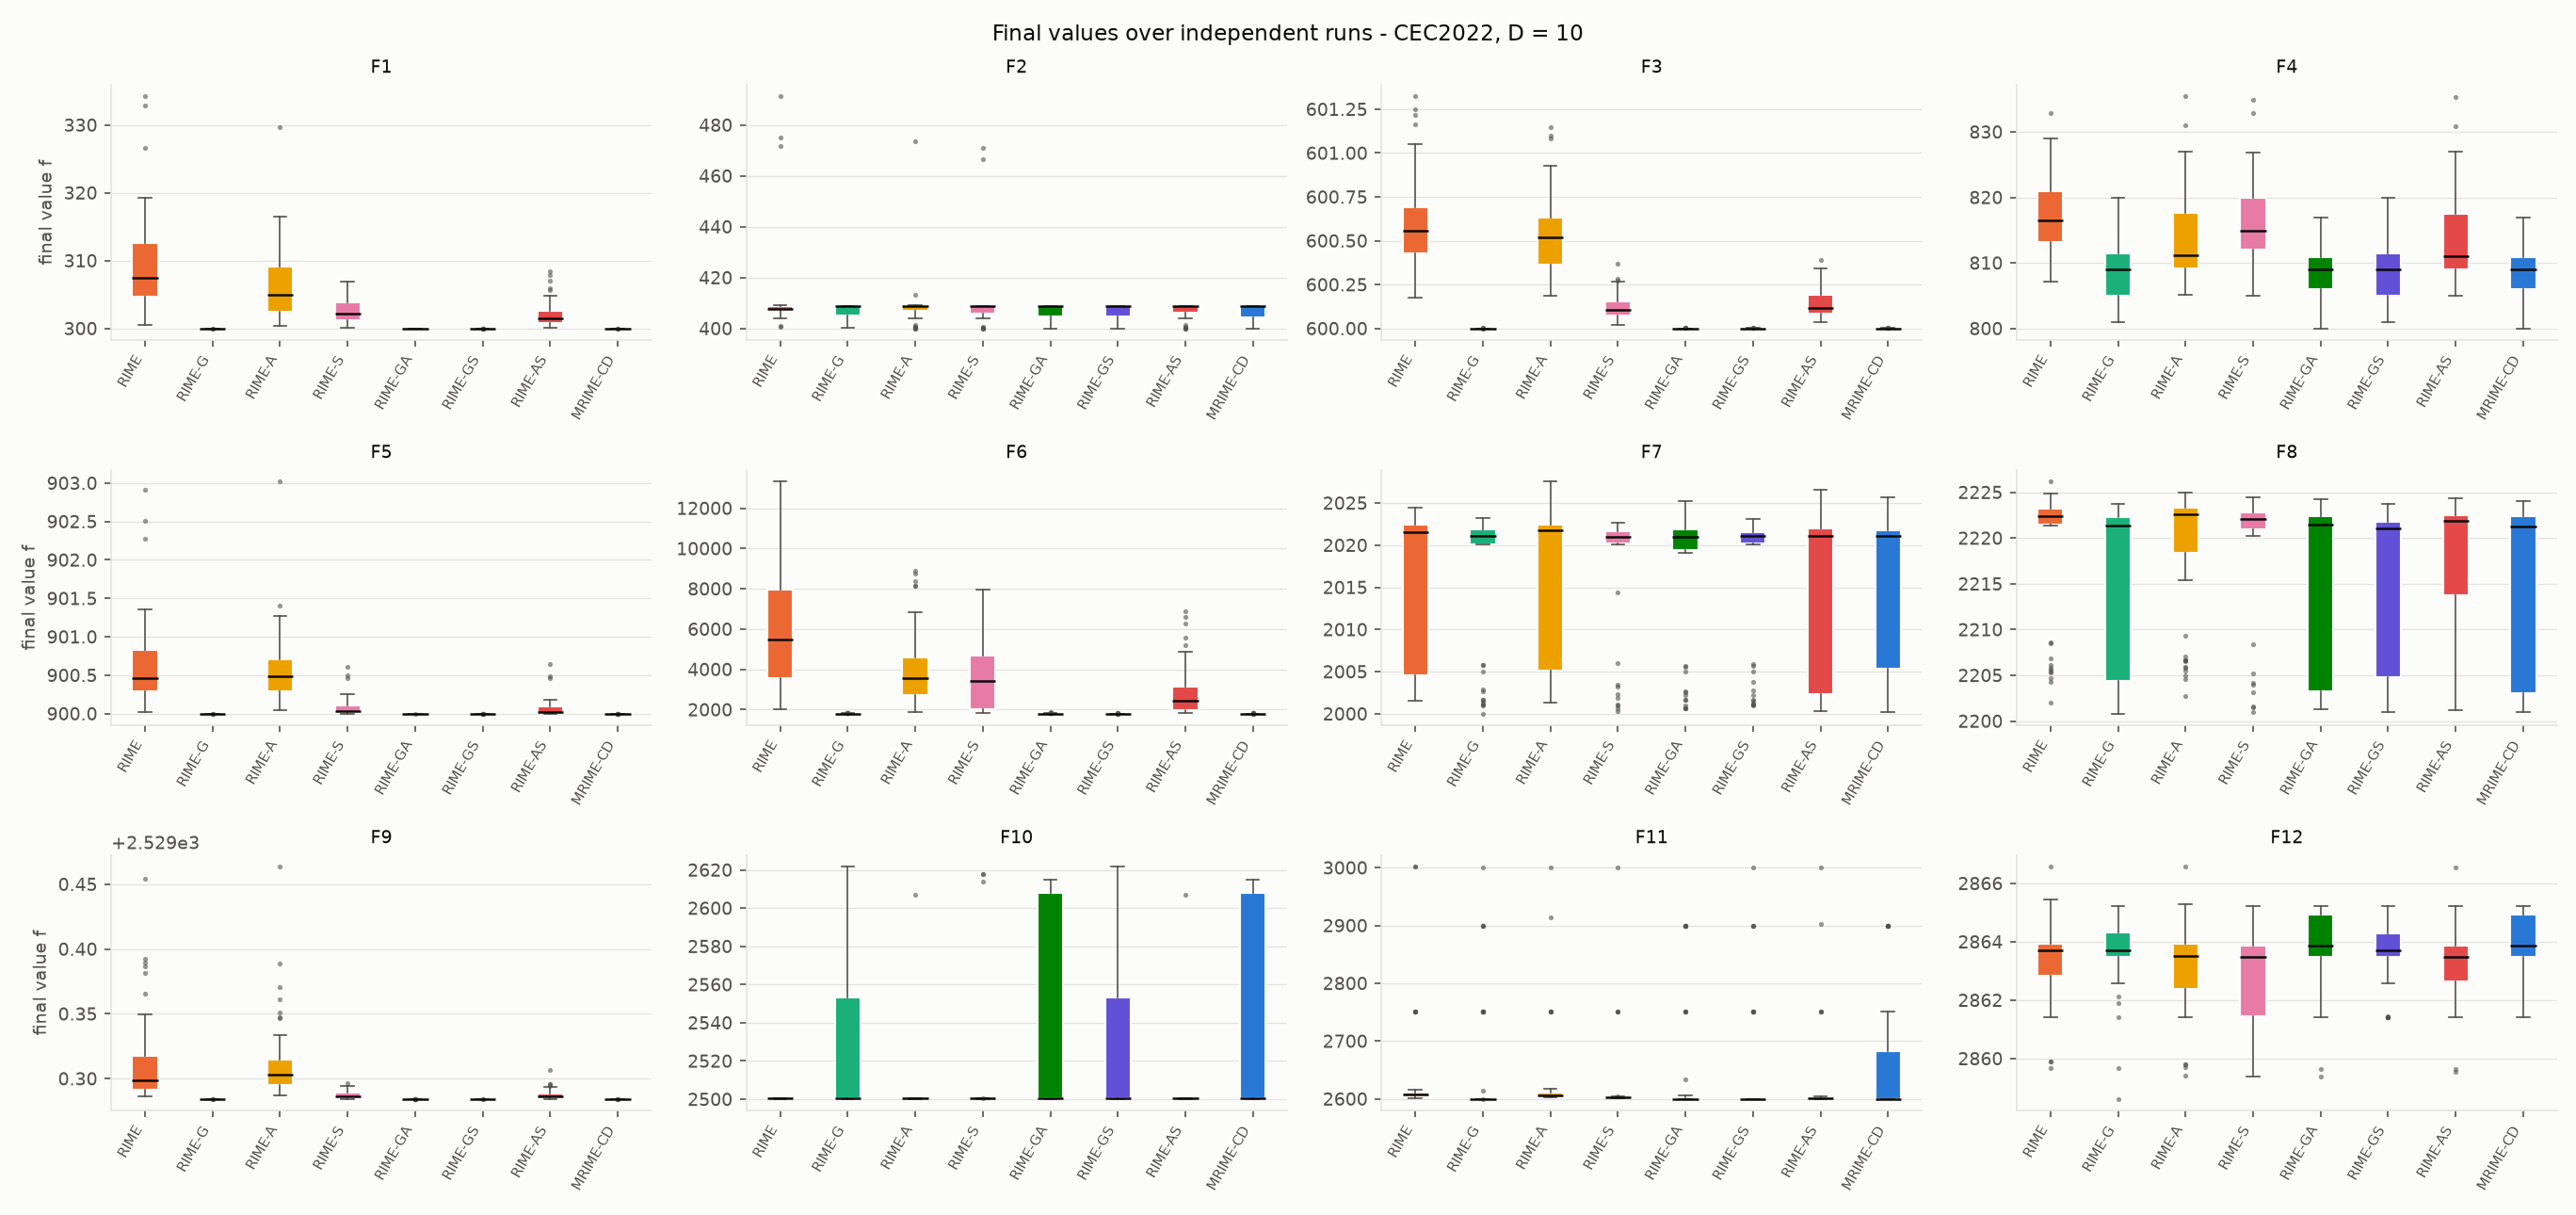 Final values over independent runs - CEC2022, D = 10
F1
final value f
330
320
310
300
RIME
RIME-G
RIME-A
RIME-S
RIME-GA
RIME-GS
RIME-AS
MRIME-CD
F2
480
460
440
420
400
RIME
RIME-G
RIME-A
RIME-S
RIME-GA
RIME-GS
RIME-AS
MRIME-CD
F3
601.25
601.00
600.75
600.50
600.25
600.00
RIME
RIME-G
RIME-A
RIME-S
RIME-GA
RIME-GS
RIME-AS
MRIME-CD
F4
830
820
810
800
RIME
RIME-G
RIME-A
RIME-S
RIME-GA
RIME-GS
RIME-AS
MRIME-CD
F5
final value f
903.0
902.5
902.0
901.5
901.0
900.5
900.0
RIME
RIME-G
RIME-A
RIME-S
RIME-GA
RIME-GS
RIME-AS
MRIME-CD
F6
12000
10000
8000
6000
4000
2000
RIME
RIME-G
RIME-A
RIME-S
RIME-GA
RIME-GS
RIME-AS
MRIME-CD
F7
2025
2020
2015
2010
2005
2000
RIME
RIME-G
RIME-A
RIME-S
RIME-GA
RIME-GS
RIME-AS
MRIME-CD
F8
2225
2220
2215
2210
2205
2200
RIME
RIME-G
RIME-A
RIME-S
RIME-GA
RIME-GS
RIME-AS
MRIME-CD
F9
+2.529e3
final value f
0.45
0.40
0.35
0.30
RIME
RIME-G
RIME-A
RIME-S
RIME-GA
RIME-GS
RIME-AS
MRIME-CD
F10
2620
2600
2580
2560
2540
2520
2500
RIME
RIME-G
RIME-A
RIME-S
RIME-GA
RIME-GS
RIME-AS
MRIME-CD
F11
3000
2900
2800
2700
2600
RIME
RIME-G
RIME-A
RIME-S
RIME-GA
RIME-GS
RIME-AS
MRIME-CD
F12
2866
2864
2862
2860
RIME
RIME-G
RIME-A
RIME-S
RIME-GA
RIME-GS
RIME-AS
MRIME-CD